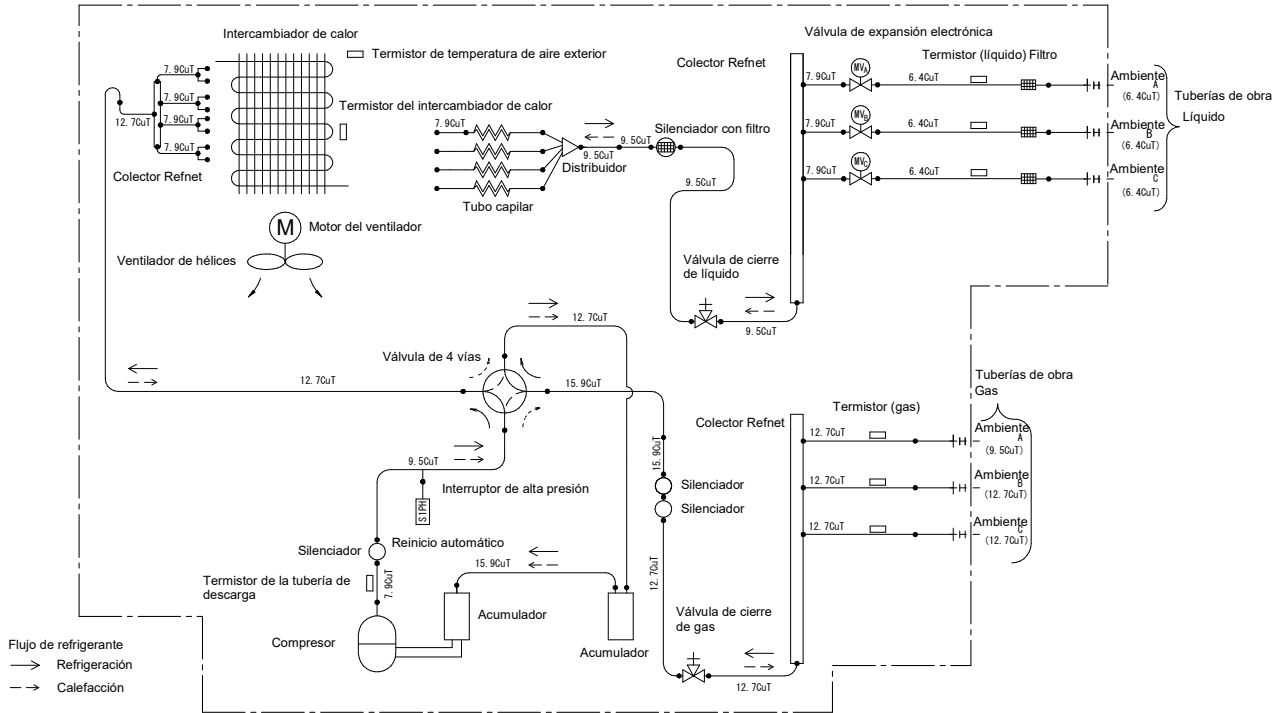 Intercambiador de calor
Termistor de temperatura de aire exterior
7.9CuT
7.9CuT
7.9CuT
7.9CuT
12.7CuT
Colector Refnet
Termistor del intercambiador de calor
7.9CuT
Tubo capilar
Distribuidor
9.5CuT
9.5CuT
Silenciador con filtro
9.5CuT
M
Motor del ventilador
Ventilador de hélices
Válvula de expansión electrónica
Colector Refnet
Termistor (líquido) Filtro
7.9CuT
MVA
6.4CuT
Ambiente
A
(6.4CuT)
7.9CuT
MVB
6.4CuT
Ambiente
B
(6.4CuT)
7.9CuT
MVC
6.4CuT
Ambiente
C
(6.4CuT)
Tuberías de obra
Líquido
Válvula de cierre
de líquido
9.5CuT
12.7CuT
Válvula de 4 vías
12.7CuT
15.9CuT
15.9CuT
9.5CuT
Interruptor de alta presión
S1PH
Reinicio automático
Silenciador
Silenciador
Silenciador
Termistor de la tubería de
descarga
7.9CuT
Compresor
15.9CuT
Acumulador
Acumulador
12.7CuT
Válvula de cierre
de gas
12.7CuT
Colector Refnet
Termistor (gas)
Tuberías de obra
Gas
12.7CuT
Ambiente
A
(9.5CuT)
12.7CuT
Ambiente
B
(12.7CuT)
12.7CuT
Ambiente
C
(12.7CuT)
Flujo de refrigerante
Refrigeración
Calefacción